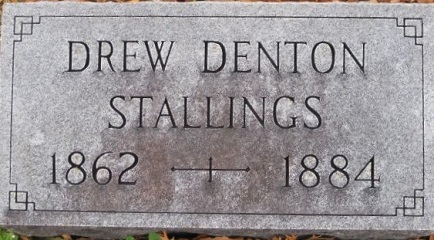 DREW DENTON
STALLINGS
1862 1884